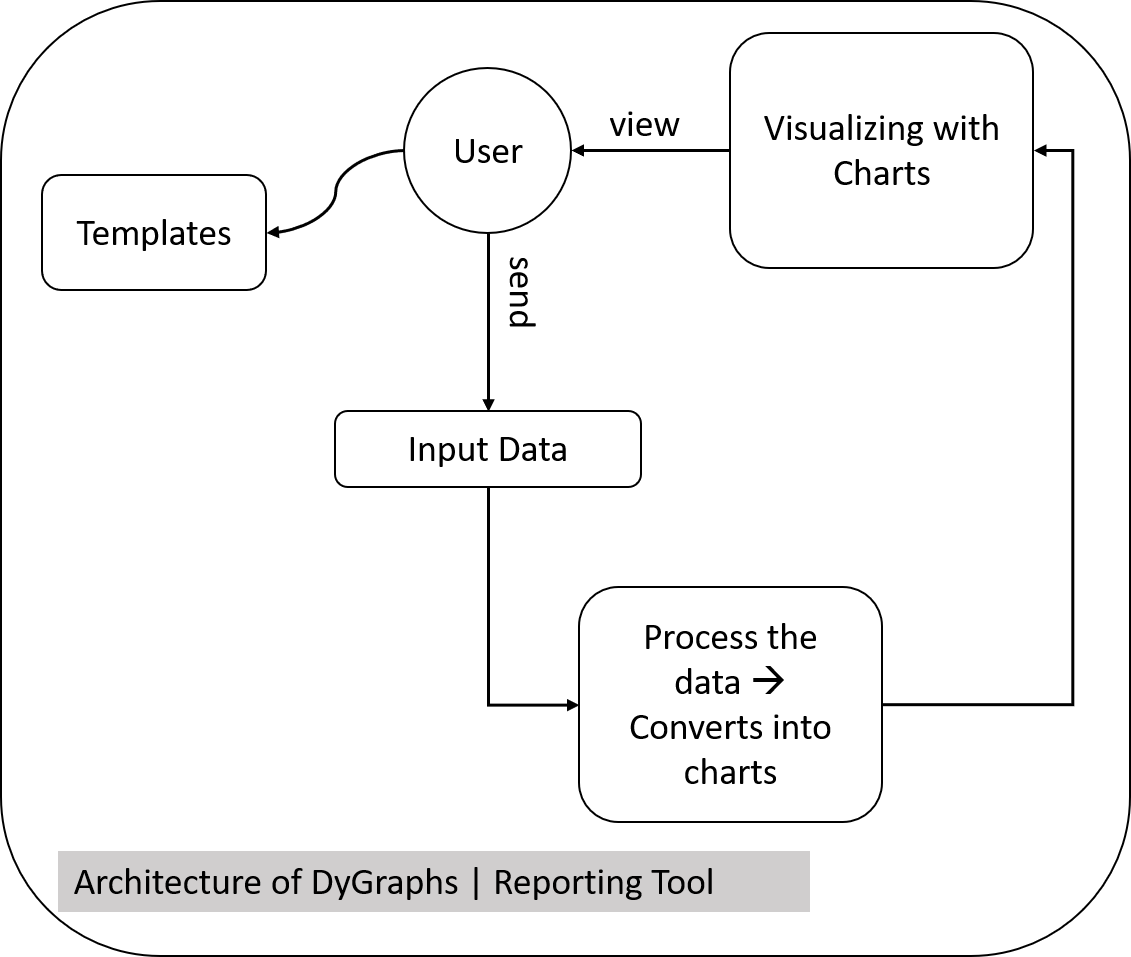 User
view
Visualizing with
Charts
Templates
send
Input Data
Process the
data →
Converts into
charts
Architecture of DyGraphs | Reporting Tool